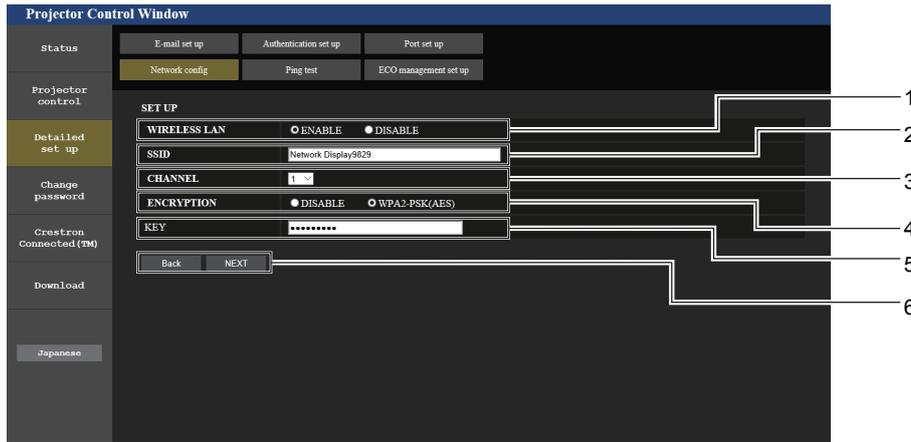 Projector Control Window
Status
E-mail set up
Authentication set up
Port set up
Network config
Ping test
ECO management set up
Projector
control
Detailed
set up
Change
password
Crestron
Connected(TM)
Download
Japanese
SET UP
WIRELESS LAN ENABLE DISABLE
SSID Network Display9829
CHANNEL 1
ENCRYPTION DISABLE WPA2-PSK(AES)
KEY •••••••••
Back NEXT
1
2
3
4
5
6